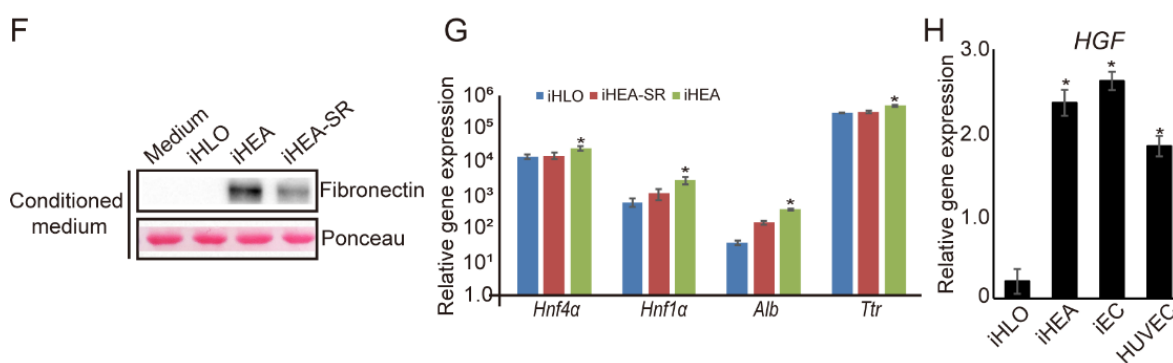 F
Medium
iHLO
iHEA
iHEA-SR
Conditioned
medium
Fibronectin
Ponceau
G
Relative gene expression
10⁶
10⁵
10⁴
10³
10²
10¹
1.0
iHLO iHEA-SR iHEA
* * * *
Hnf4α Hnf1α Alb Ttr
H
HGF
Relative gene expression
3.0
2.0
1.0
0
* * *
iHLO
iHEA
iEC
HUVEC